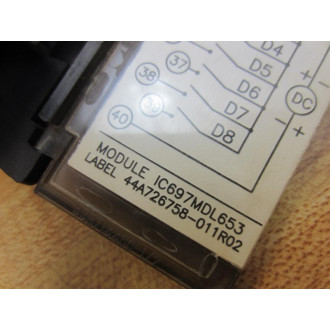 D4
37 D5
38 D6
D7
40 D8
+ −
DC
− +
MODULE IC697MDL653
LABEL 44A726758-011R02